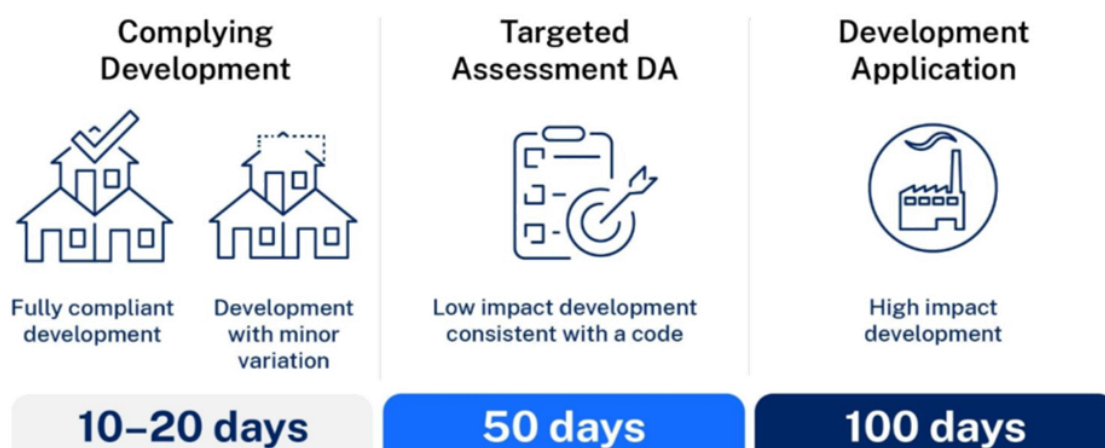 Complying
Development
Fully compliant
development
Development
with minor
variation
10–20 days
Targeted
Assessment DA
Low impact development
consistent with a code
50 days
Development
Application
High impact
development
100 days